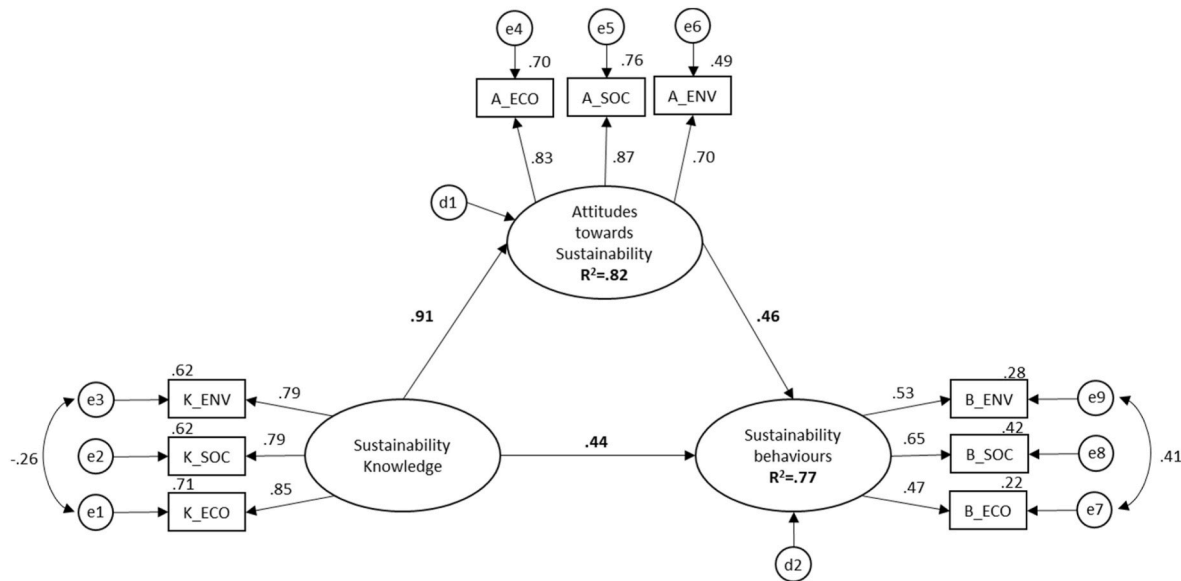 e4
e5
e6
.70
.76
.49
A_ECO
A_SOC
A_ENV
.83
.87
.70
d1
Attitudes
towards
Sustainability
R²=.82
.91
.46
.62
e3
K_ENV
.79
.62
e2
K_SOC
.79
-.26
.71
e1
K_ECO
.85
Sustainability
Knowledge
.44
Sustainability
behaviours
R²=.77
d2
.53
.28
B_ENV
e9
.65
.42
B_SOC
e8
.41
.47
.22
B_ECO
e7